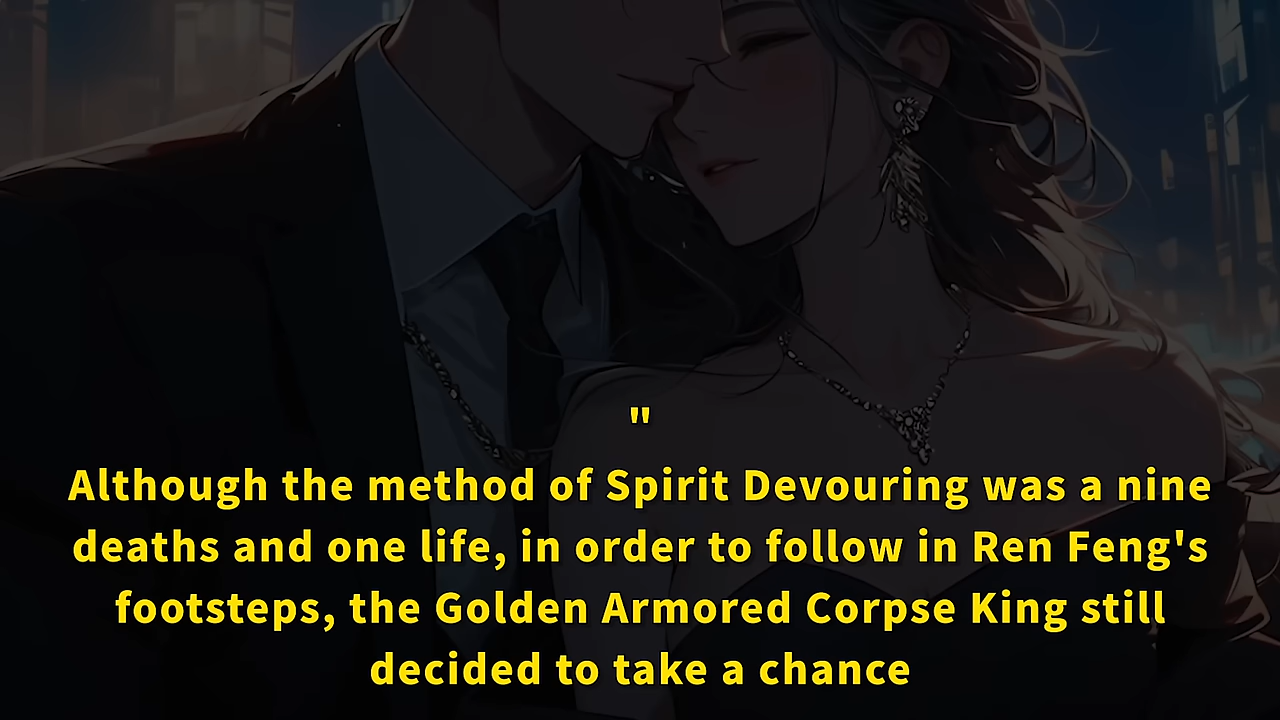 "
Although the method of Spirit Devouring was a nine
deaths and one life, in order to follow in Ren Feng's
footsteps, the Golden Armored Corpse King still
decided to take a chance